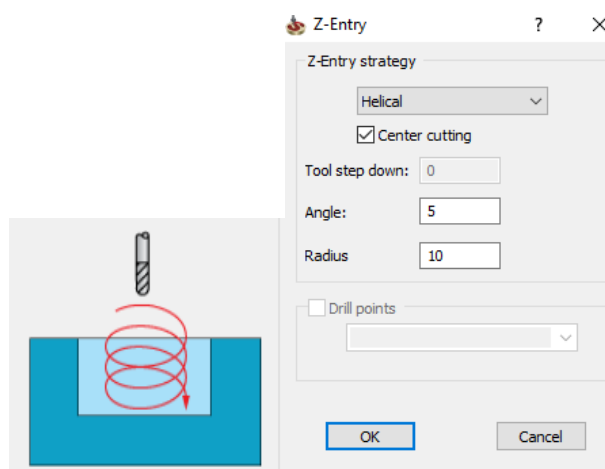 Z-Entry ? ×
Z-Entry strategy
Helical
Center cutting
Tool step down: 0
Angle: 5
Radius 10
Drill points
OK Cancel